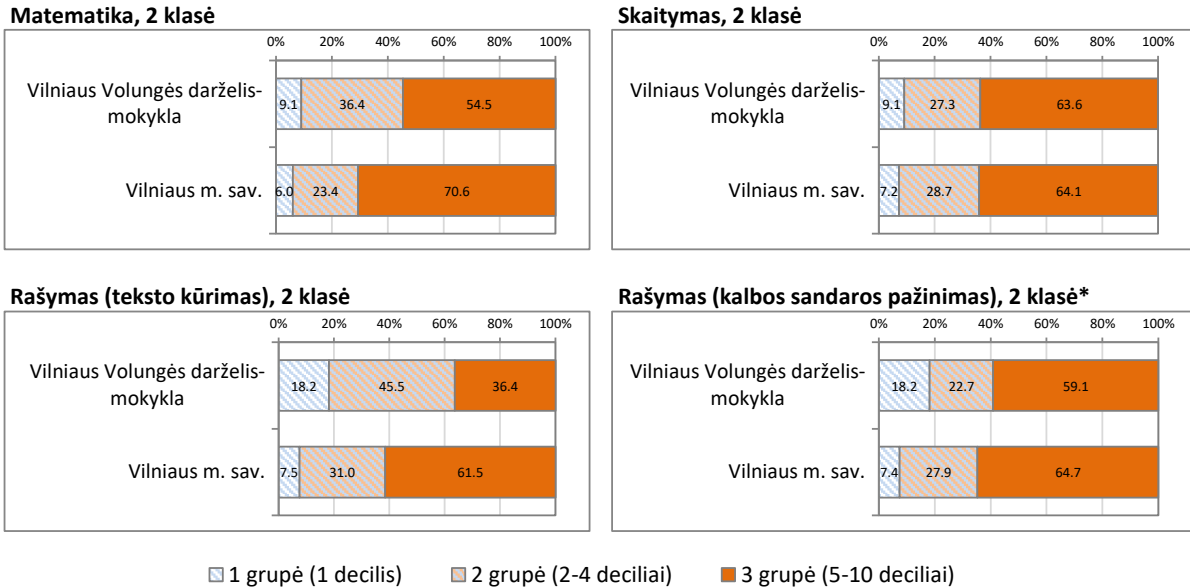 Matematika, 2 klasė
0% 20% 40% 60% 80% 100%
Vilniaus Volungės darželis-
mokykla
9.1 36.4 54.5
Vilniaus m. sav.
6.0 23.4 70.6
Skaitymas, 2 klasė
0% 20% 40% 60% 80% 100%
Vilniaus Volungės darželis-
mokykla
9.1 27.3 63.6
Vilniaus m. sav.
7.2 28.7 64.1
Rašymas (teksto kūrimas), 2 klasė
0% 20% 40% 60% 80% 100%
Vilniaus Volungės darželis-
mokykla
18.2 45.5 36.4
Vilniaus m. sav.
7.5 31.0 61.5
Rašymas (kalbos sandaros pažinimas), 2 klasė*
0% 20% 40% 60% 80% 100%
Vilniaus Volungės darželis-
mokykla
18.2 22.7 59.1
Vilniaus m. sav.
7.4 27.9 64.7
1 grupė (1 decilis) 2 grupė (2-4 deciliai) 3 grupė (5-10 deciliai)